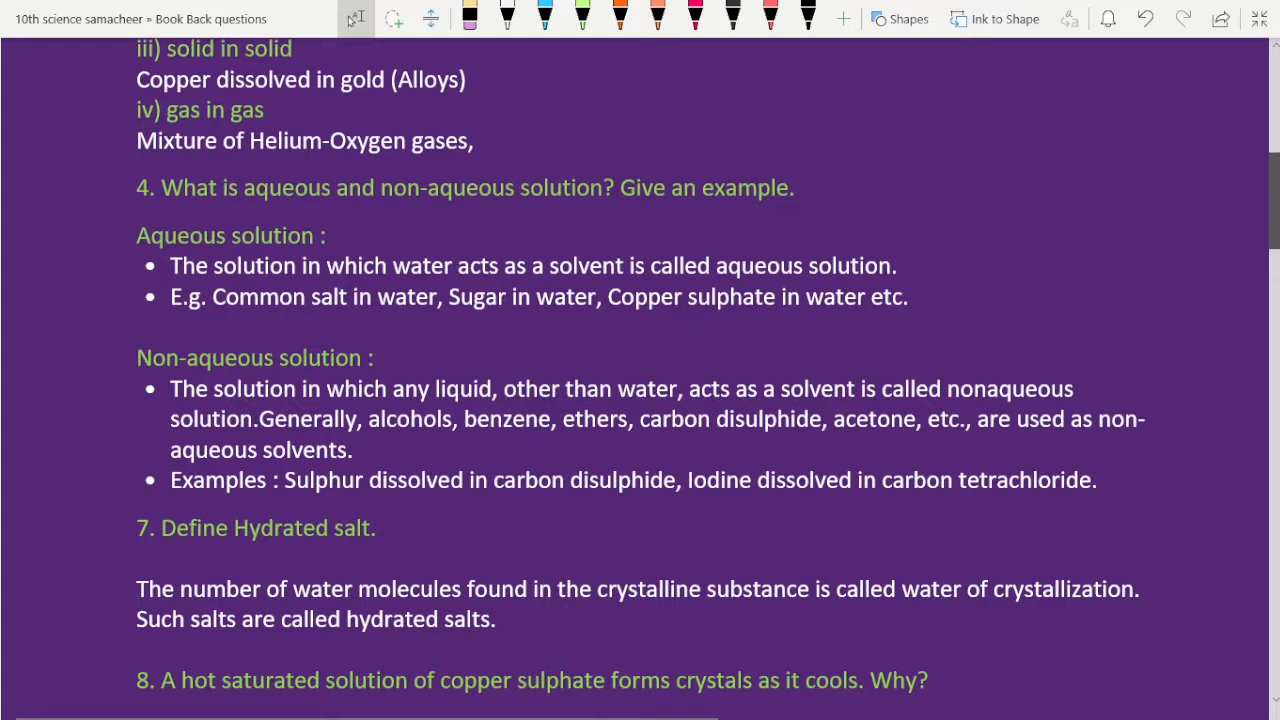 10th science samacheer » Book Back questions
Shapes
Ink to Shape
iii) solid in solid
Copper dissolved in gold (Alloys)
iv) gas in gas
Mixture of Helium-Oxygen gases,
4. What is aqueous and non-aqueous solution? Give an example.
Aqueous solution :
• The solution in which water acts as a solvent is called aqueous solution.
• E.g. Common salt in water, Sugar in water, Copper sulphate in water etc.
Non-aqueous solution :
• The solution in which any liquid, other than water, acts as a solvent is called nonaqueous
solution.Generally, alcohols, benzene, ethers, carbon disulphide, acetone, etc., are used as non-
aqueous solvents.
• Examples : Sulphur dissolved in carbon disulphide, Iodine dissolved in carbon tetrachloride.
7. Define Hydrated salt.
The number of water molecules found in the crystalline substance is called water of crystallization.
Such salts are called hydrated salts.
8. A hot saturated solution of copper sulphate forms crystals as it cools. Why?